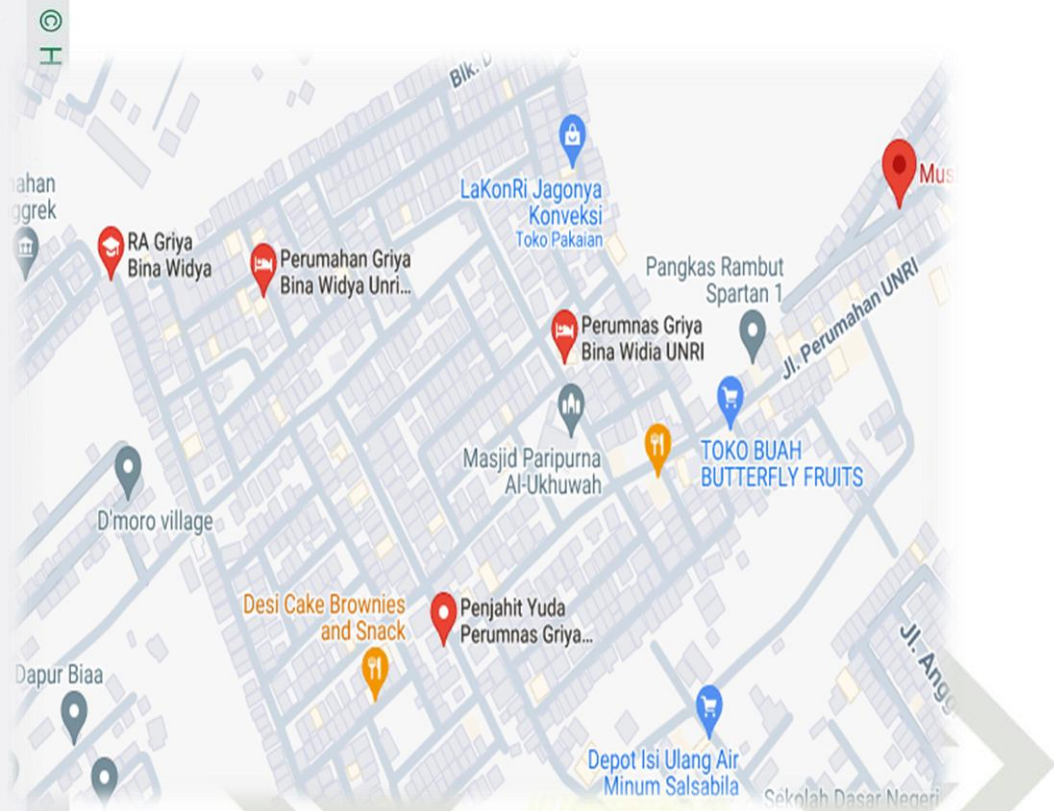 © H
Blk. D
LaKonRi Jagonya
Konveksi
Toko Pakaian
Mus
ahan
ggrek
RA Griya
Bina Widya
Perumahan Griya
Bina Widya Unri...
Pangkas Rambut
Spartan 1
Perumnas Griya
Bina Widia UNRI
Jl. Perumahan UNRI
Masjid Paripurna
Al-Ukhuwah
TOKO BUAH
BUTTERFLY FRUITS
D'moro village
Desi Cake Brownies
and Snack
Penjahit Yuda
Perumnas Griya...
Jl. Angg
Dapur Biaa
Depot Isi Ulang Air
Minum Salsabila
Sekolah Dasar Negeri